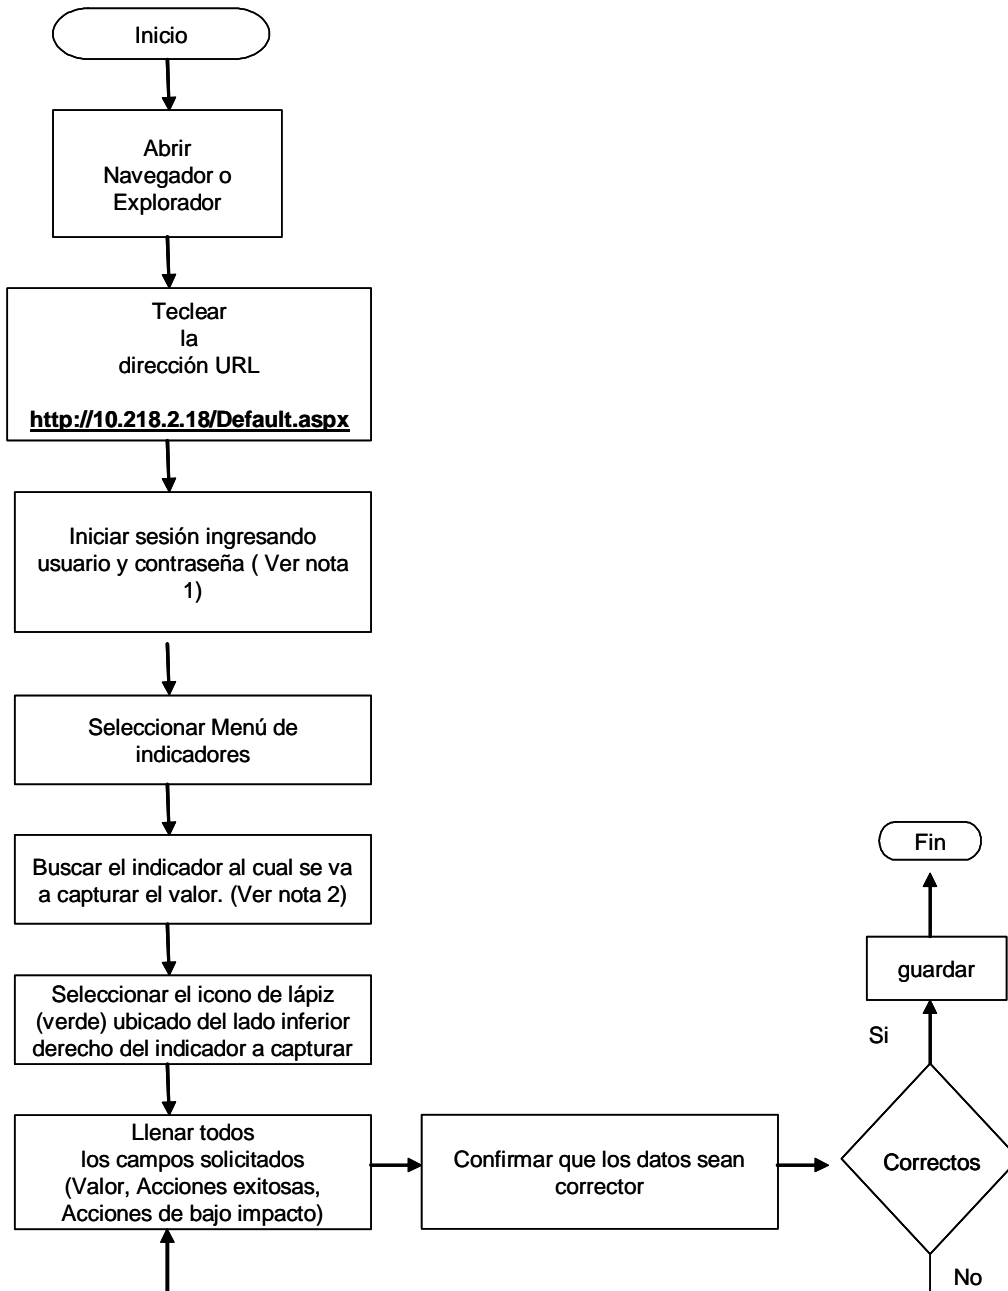 Inicio
Abrir
Navegador o
Explorador
Teclear
la
dirección URL
http://10.218.2.18/Default.aspx
Iniciar sesión ingresando
usuario y contraseña ( Ver nota
1)
Seleccionar Menú de
indicadores
Buscar el indicador al cual se va
a capturar el valor. (Ver nota 2)
Seleccionar el icono de lápiz
(verde) ubicado del lado inferior
derecho del indicador a capturar
Llenar todos
los campos solicitados
(Valor, Acciones exitosas,
Acciones de bajo impacto)
Confirmar que los datos sean
corrector
Correctos
Si
guardar
Fin
No